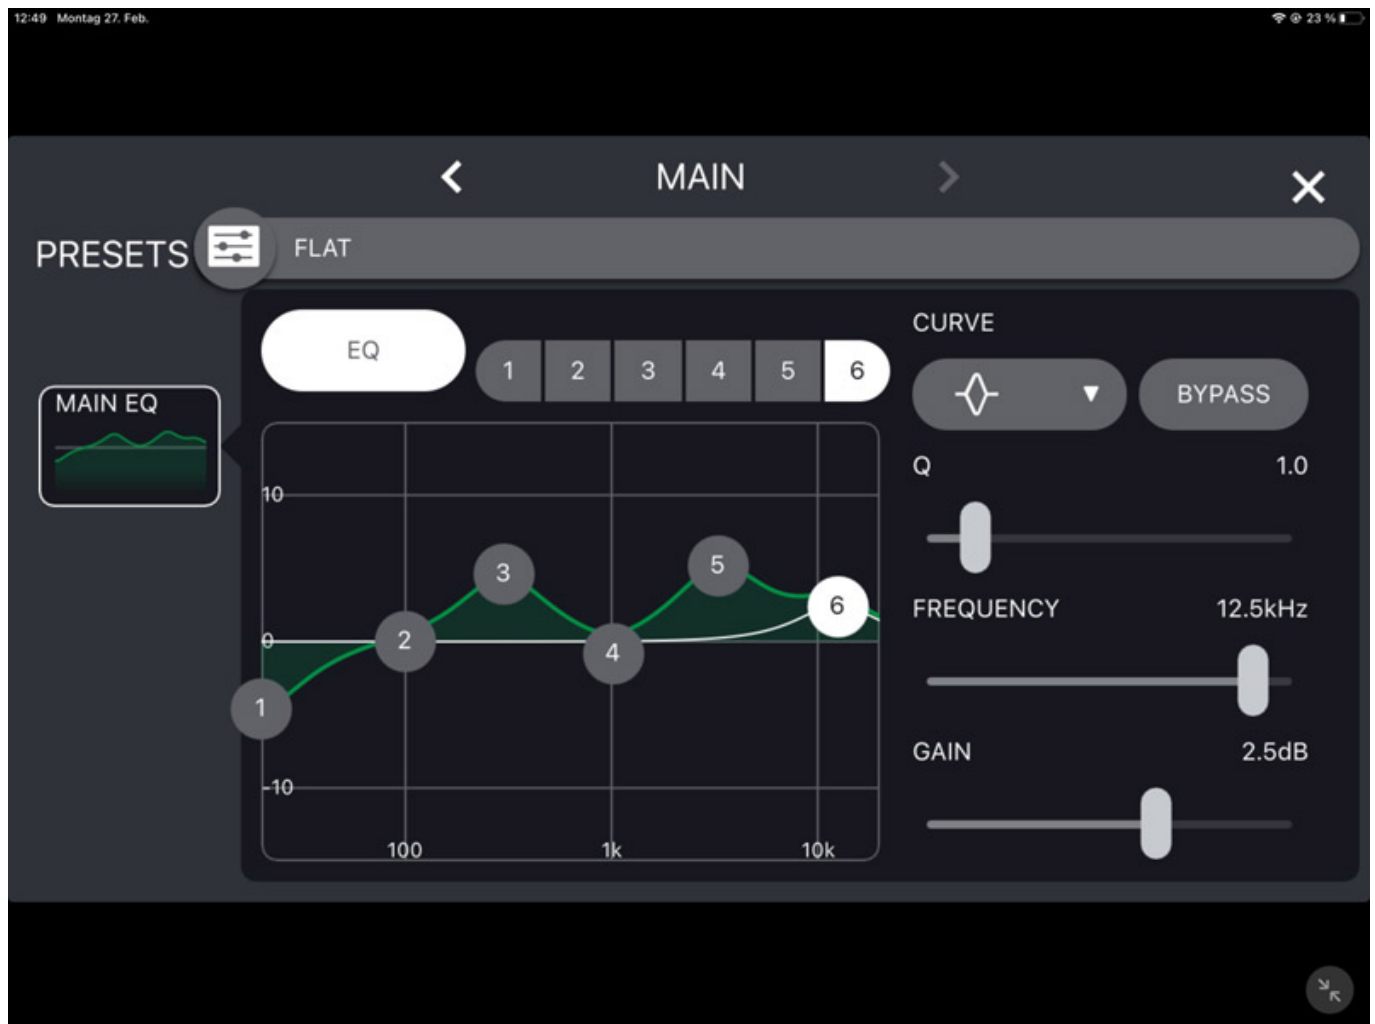 12:49 Montag 27. Feb.
23 %
MAIN
PRESETS
FLAT
EQ
1 2 3 4 5 6
CURVE
BYPASS
MAIN EQ
Q 1.0
10
3
5
6
FREQUENCY 12.5kHz
0
2
4
1
GAIN 2.5dB
-10
100 1k 10k